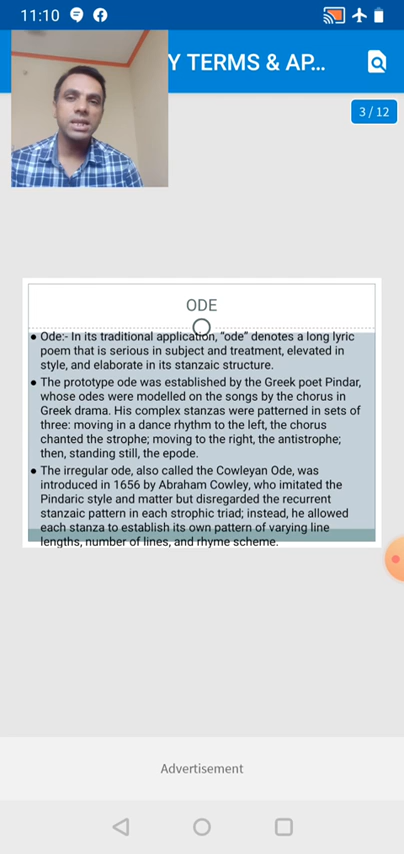 11:10
Y TERMS & AP...
3 / 12
ODE
• Ode:- In its traditional application, "ode" denotes a long lyric
poem that is serious in subject and treatment, elevated in
style, and elaborate in its stanzaic structure.
• The prototype ode was established by the Greek poet Pindar,
whose odes were modelled on the songs by the chorus in
Greek drama. His complex stanzas were patterned in sets of
three: moving in a dance rhythm to the left, the chorus
chanted the strophe; moving to the right, the antistrophe;
then, standing still, the epode.
• The irregular ode, also called the Cowleyan Ode, was
introduced in 1656 by Abraham Cowley, who imitated the
Pindaric style and matter but disregarded the recurrent
stanzaic pattern in each strophic triad; instead, he allowed
each stanza to establish its own pattern of varying line
lengths, number of lines, and rhyme scheme.
Advertisement